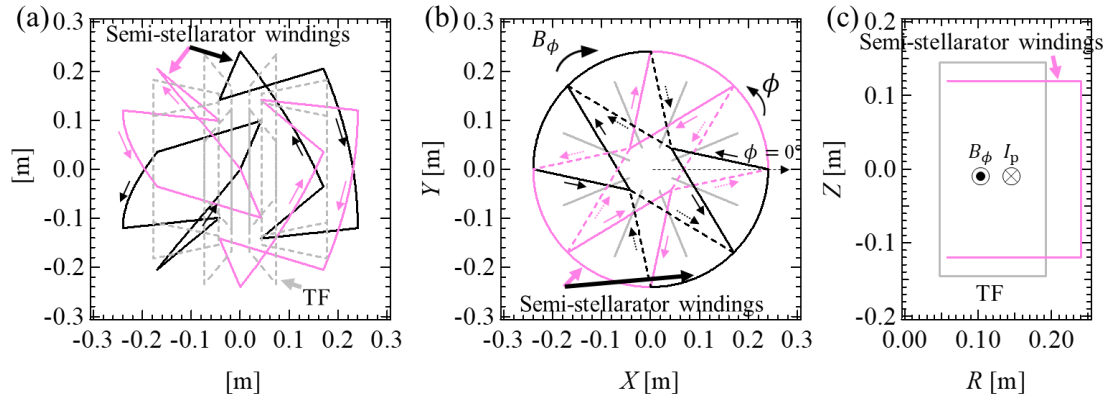 (a)
0.3
0.2
0.1
0.0
-0.1
-0.2
-0.3
[m]
Semi-stellarator windings
TF
-0.3 -0.2 -0.1 0.0 0.1 0.2 0.3
[m]
(b)
0.3
0.2
0.1
0.0
-0.1
-0.2
-0.3
Y [m]
Bϕ
ϕ
ϕ = 0°
Semi-stellarator windings
-0.3 -0.2 -0.1 0.0 0.1 0.2 0.3
X [m]
(c)
0.2
0.1
0.0
-0.1
-0.2
Z [m]
Semi-stellarator windings
Bϕ Ip
TF
0.00 0.10 0.20
R [m]